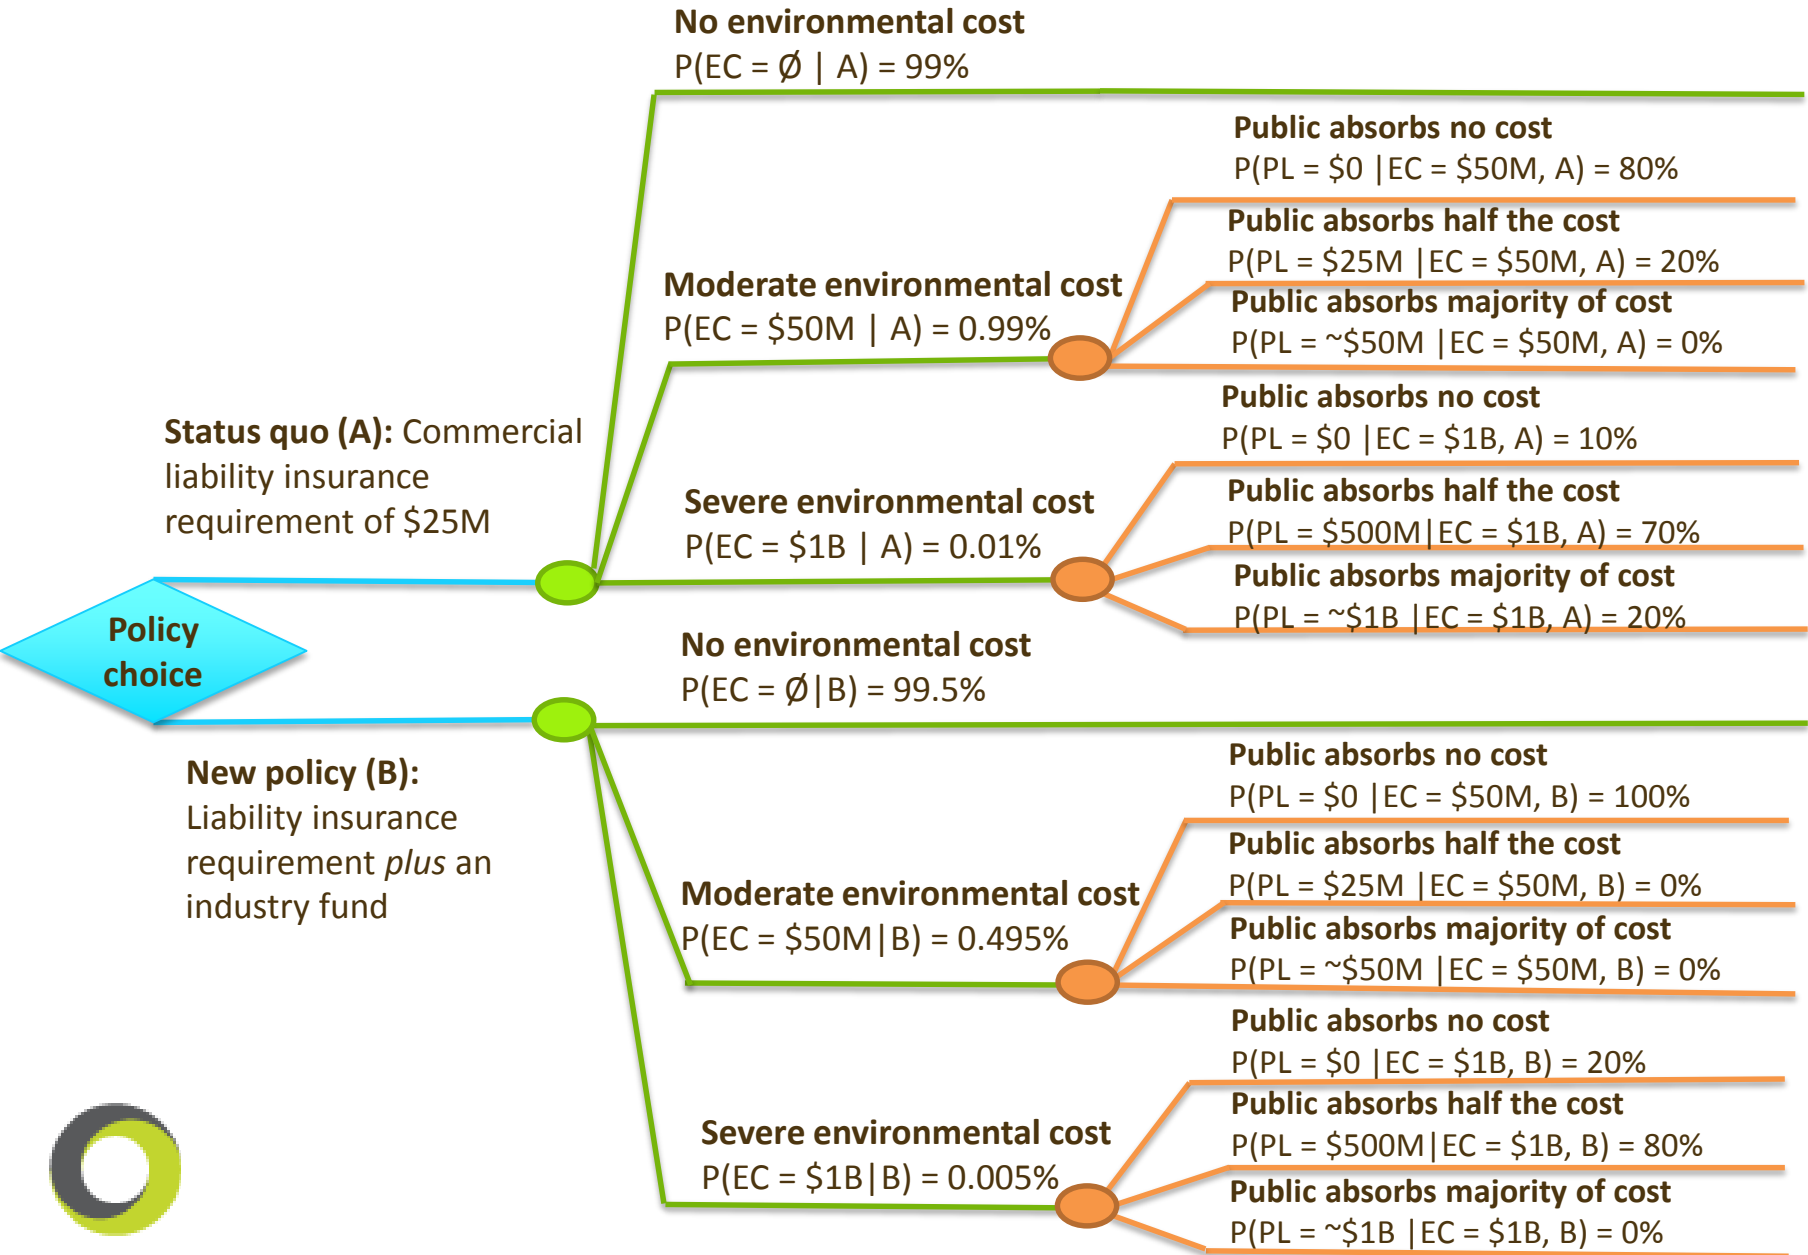 No environmental cost
P(EC = Ø | A) = 99%
Public absorbs no cost
P(PL = $0 |EC = $50M, A) = 80%
Public absorbs half the cost
P(PL = $25M |EC = $50M, A) = 20%
Public absorbs majority of cost
P(PL = ~$50M |EC = $50M, A) = 0%
Moderate environmental cost
P(EC = $50M | A) = 0.99%
Public absorbs no cost
P(PL = $0 |EC = $1B, A) = 10%
Public absorbs half the cost
P(PL = $500M|EC = $1B, A) = 70%
Public absorbs majority of cost
P(PL = ~$1B |EC = $1B, A) = 20%
Severe environmental cost
P(EC = $1B | A) = 0.01%
Status quo (A): Commercial
liability insurance
requirement of $25M
Policy
choice
No environmental cost
P(EC = Ø|B) = 99.5%
New policy (B):
Liability insurance
requirement plus an
industry fund
Public absorbs no cost
P(PL = $0 |EC = $50M, B) = 100%
Public absorbs half the cost
P(PL = $25M |EC = $50M, B) = 0%
Public absorbs majority of cost
P(PL = ~$50M |EC = $50M, B) = 0%
Moderate environmental cost
P(EC = $50M|B) = 0.495%
Public absorbs no cost
P(PL = $0 |EC = $1B, B) = 20%
Public absorbs half the cost
P(PL = $500M|EC = $1B, B) = 80%
Public absorbs majority of cost
P(PL = ~$1B |EC = $1B, B) = 0%
Severe environmental cost
P(EC = $1B|B) = 0.005%